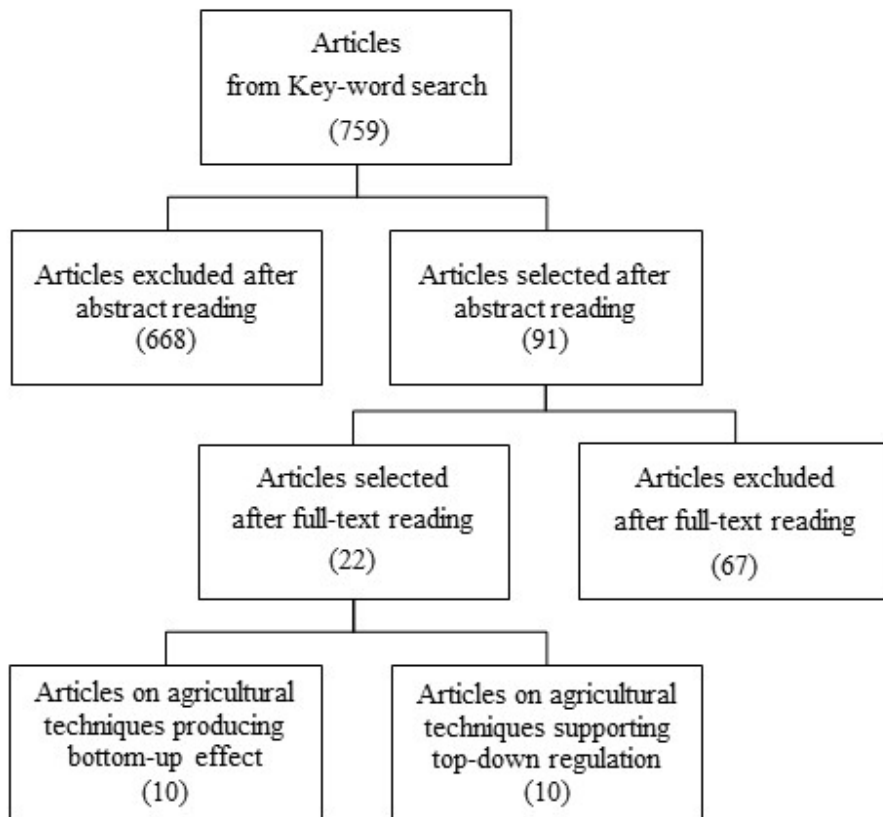 Articles
from Key-word search
(759)
Articles excluded after
abstract reading
(668)
Articles selected after
abstract reading
(91)
Articles selected
after full-text reading
(22)
Articles excluded
after full-text reading
(67)
Articles on agricultural
techniques producing
bottom-up effect
(10)
Articles on agricultural
techniques supporting
top-down regulation
(10)